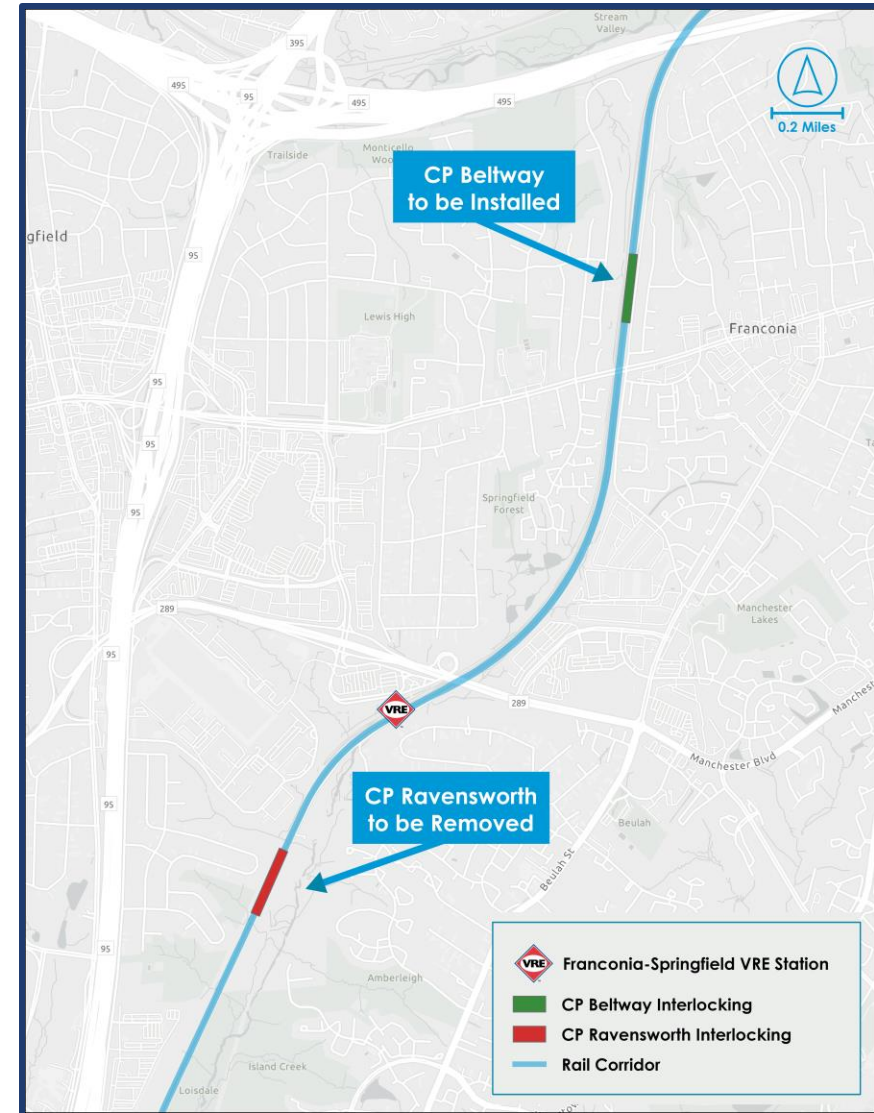 Stream
Valley
395
495
95
495
495
495
0.2 Miles
Trailside
Monticello
CP Beltway
to be Installed
gfield
95
Lewis High
Franconia
95
95
95
Springfield
Forest
289
Manchester
Lakes
95
VRE
289
Manchester
Manchester Blvd
CP Ravensworth
to be Removed
95
Beulah
Beulah St
95
Amberleigh
Island Creek
Loisdale
VRE
Franconia-Springfield VRE Station
CP Beltway Interlocking
CP Ravensworth Interlocking
Rail Corridor